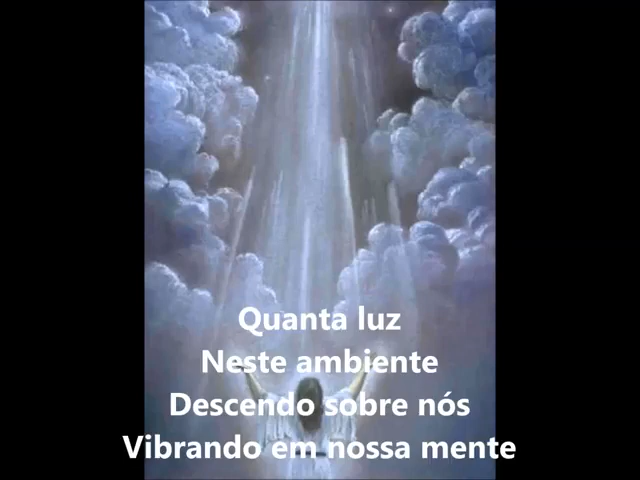 Quanta luz
Neste ambiente
Descendo sobre nós
Vibrando em nossa mente